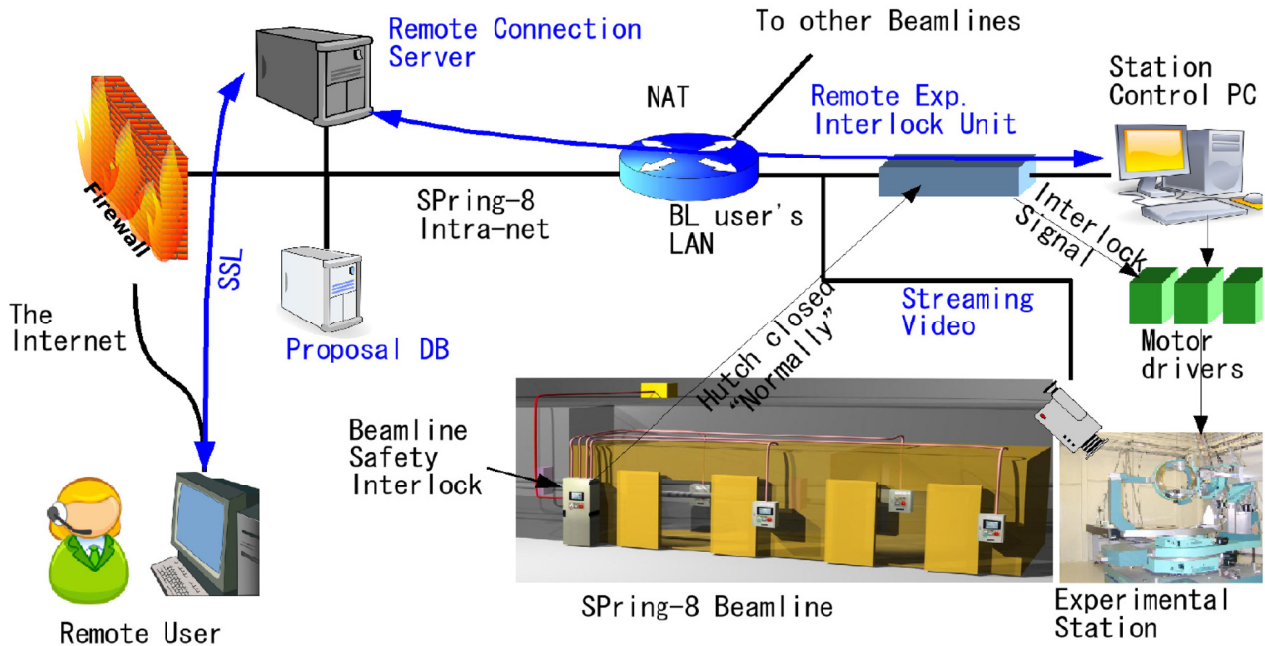 Remote Connection
Server
To other Beamlines
NAT
Remote Exp.
Interlock Unit
Station
Control PC
Firewall
SPring-8
Intra-net
BL user's
LAN
Interlock
Signal
SSL
The
Internet
Proposal DB
Hutch closed
“Normally”
Streaming
Video
Motor
drivers
Beamline
Safety
Interlock
Remote User
SPring-8 Beamline
Experimental
Station